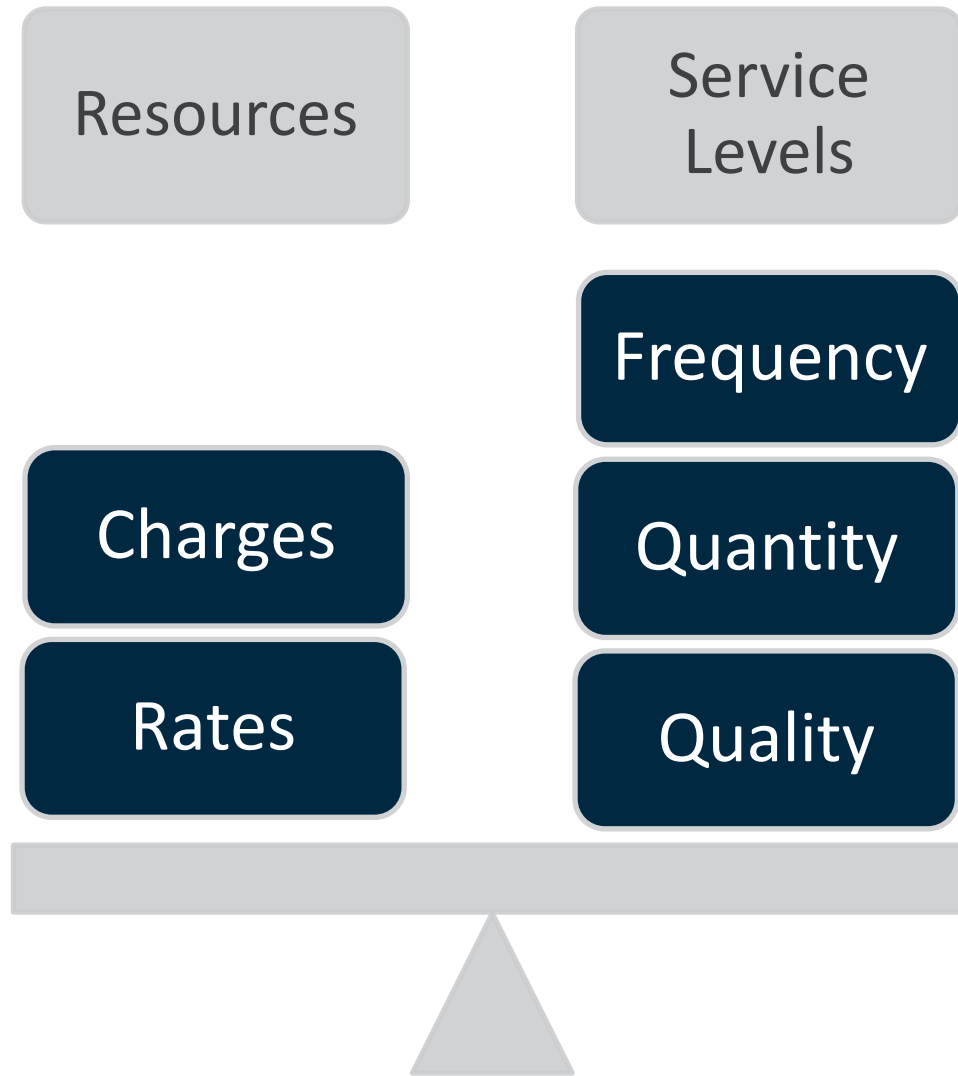 Resources
Service
Levels
Frequency
Charges
Quantity
Rates
Quality